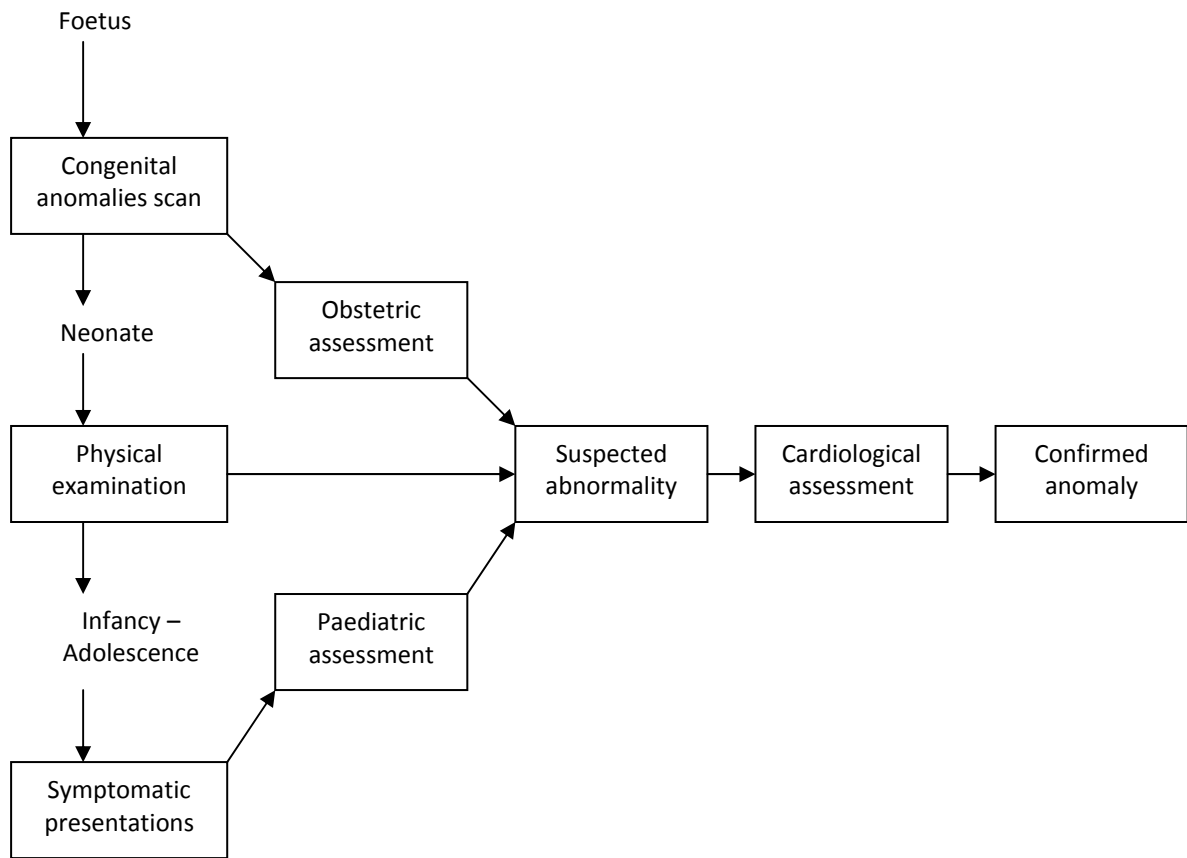 Foetus
Congenital
anomalies scan
Obstetric
assessment
Neonate
Physical
examination
Suspected
abnormality
Cardiological
assessment
Confirmed
anomaly
Infancy –
Adolescence
Paediatric
assessment
Symptomatic
presentations